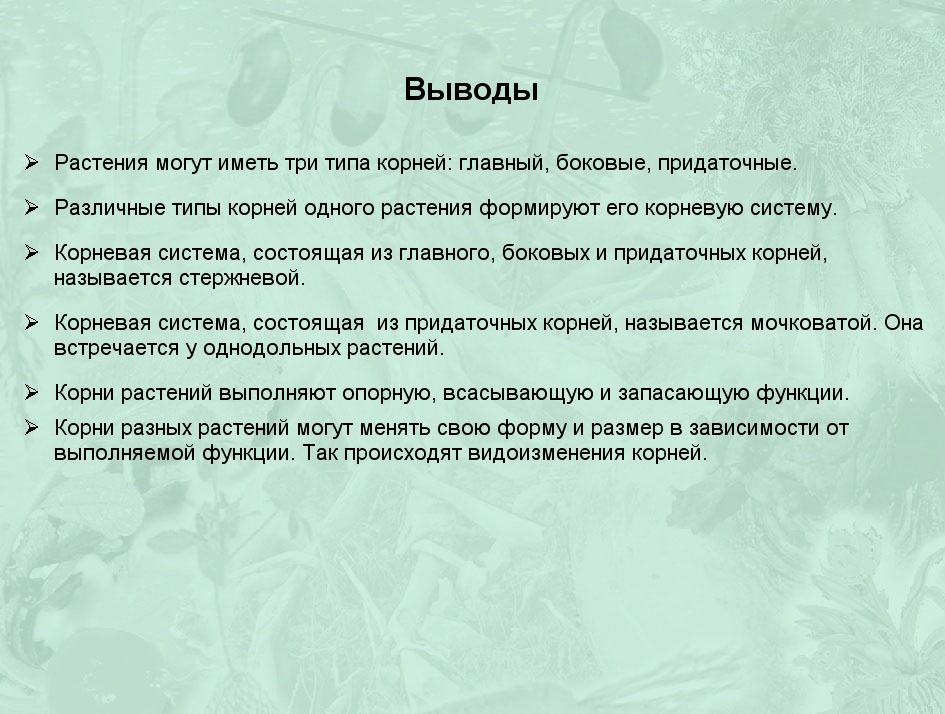 Выводы
Растения могут иметь три типа корней: главный, боковые, придаточные.
Различные типы корней одного растения формируют его корневую систему.
Корневая система, состоящая из главного, боковых и придаточных корней,
называется стержневой.
Корневая система, состоящая  из придаточных корней, называется мочковатой. Она
встречается у однодольных растений.
Корни растений выполняют опорную, всасывающую и запасающую функции.
Корни разных растений могут менять свою форму и размер в зависимости от
выполняемой функции. Так происходят видоизменения корней.